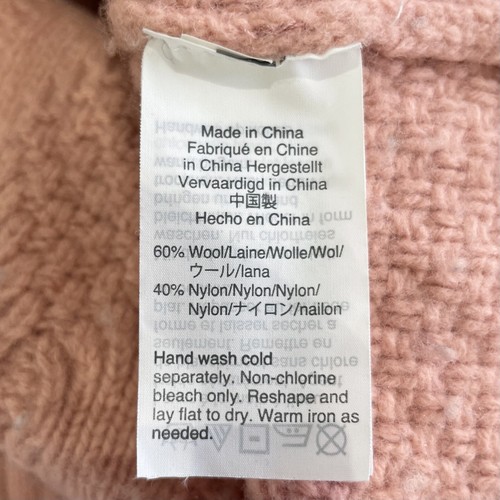 Made in China
Fabriqué en Chine
in China Hergestellt
Vervaardigd in China
中国製
Hecho en China
60% Wool/Laine/Wolle/Wol/
ウール/lana
40% Nylon/Nylon/Nylon/
Nylon/ナイロン/nailon
Hand wash cold
separately. Non-chlorine
bleach only. Reshape and
lay flat to dry. Warm iron as
needed.